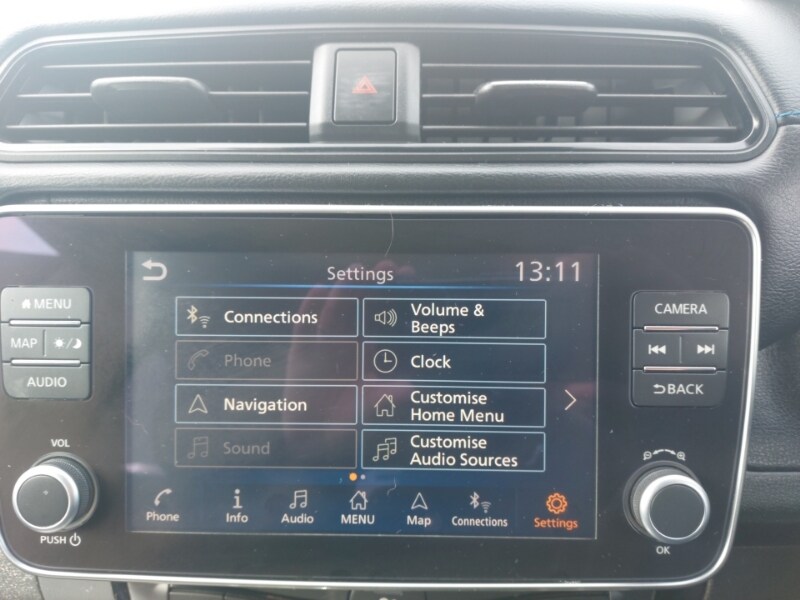 Settings
13:11
MENU
MAP
AUDIO
VOL
PUSH
Connections
Volume &
Beeps
Phone
Clock
Navigation
Customise
Home Menu
Sound
Customise
Audio Sources
Phone
Info
Audio
MENU
Map
Connections
Settings
CAMERA
BACK
OK